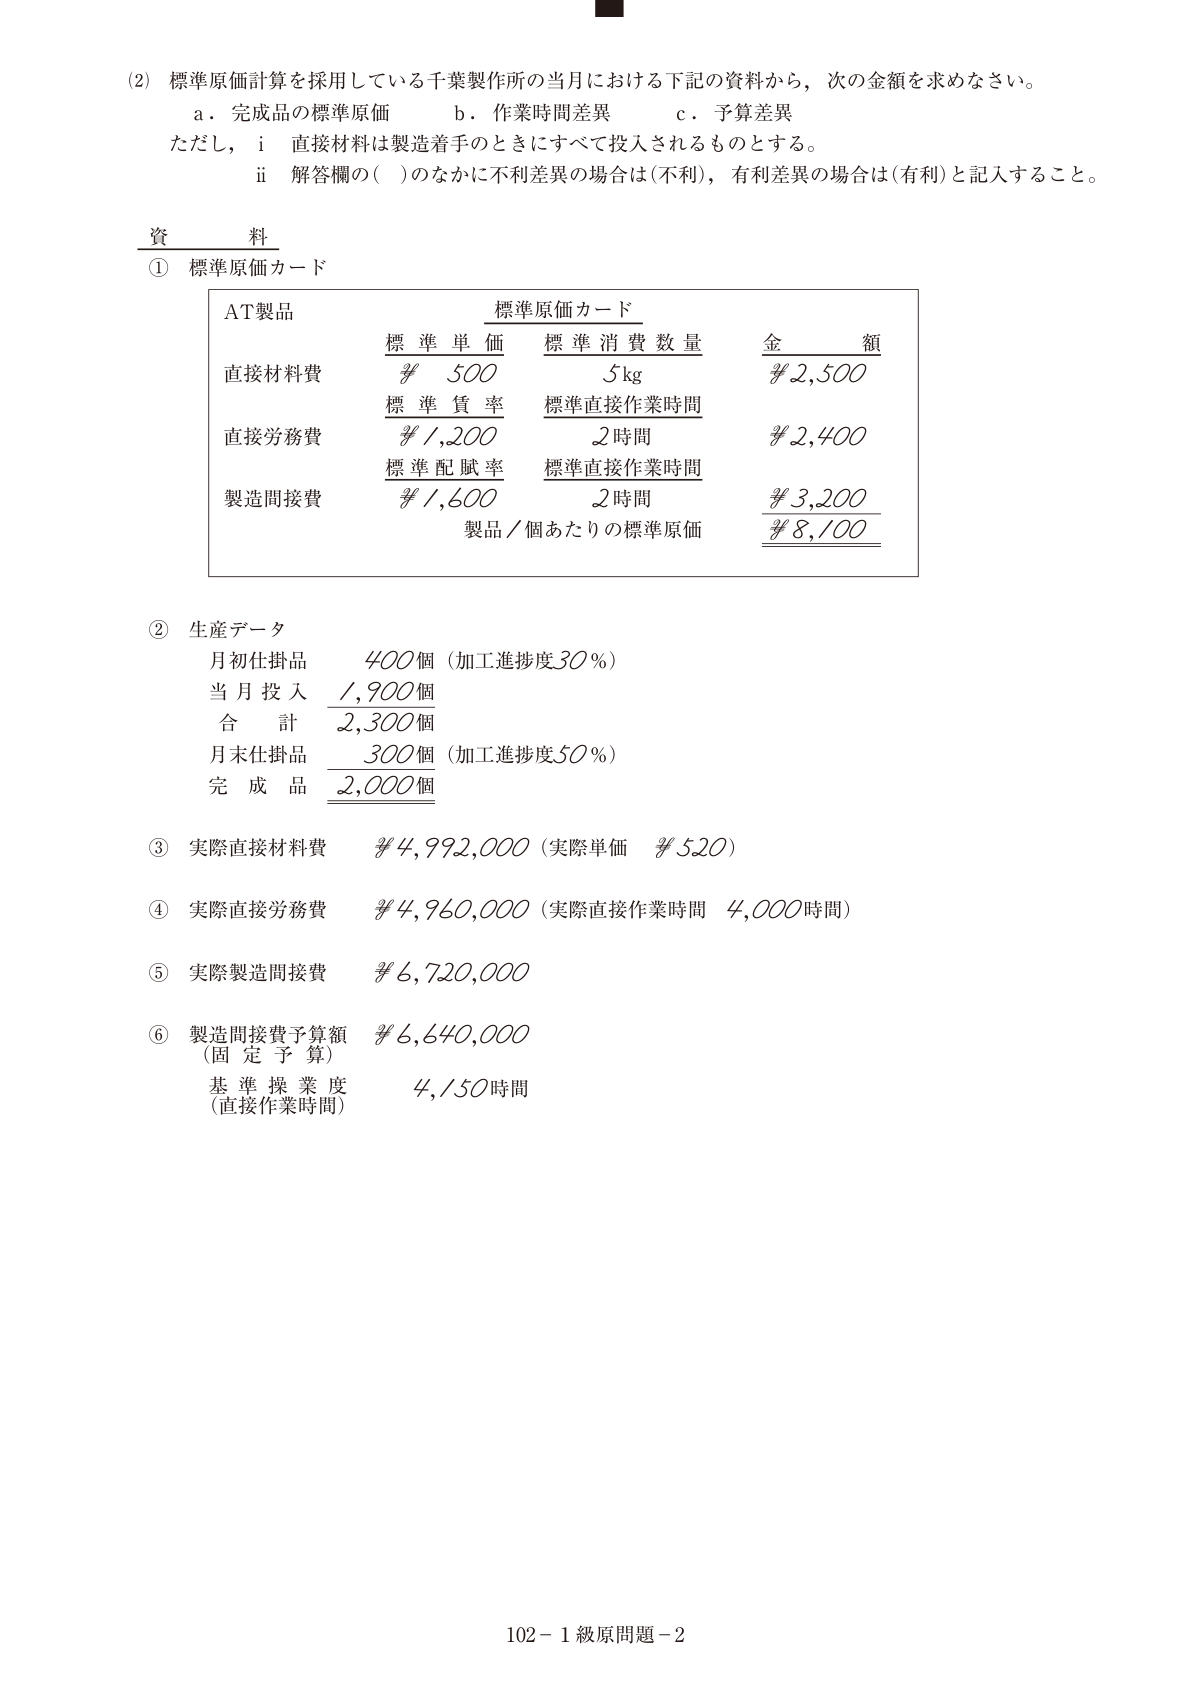 (2) 標準原価計算を採用している千葉製作所の当月における下記の資料から，次の金額を求めなさい。
a．完成品の標準原価 b．作業時間差異 c．予算差異
ただし， ⅰ 直接材料は製造着手のときにすべて投入されるものとする。
ⅱ 解答欄の( )のなかに不利差異の場合は(不利)，有利差異の場合は(有利)と記入すること。
資 料
① 標準原価カード
AT製品 標準原価カード
標準単価 標準消費数量 金 額
直接材料費 ¥ 500 5kg ¥2,500
標準賃率 標準直接作業時間
直接労務費 ¥1,200 2時間 ¥2,400
標準配賦率 標準直接作業時間
製造間接費 ¥1,600 2時間 ¥3,200
製品1個あたりの標準原価 ¥8,100
② 生産データ
月初仕掛品 400個（加工進捗度30％）
当月投入 1,900個
合 計 2,300個
月末仕掛品 300個（加工進捗度50％）
完成品 2,000個
③ 実際直接材料費 ¥4,992,000（実際単価 ¥520）
④ 実際直接労務費 ¥4,960,000（実際直接作業時間 4,000時間）
⑤ 実際製造間接費 ¥6,720,000
⑥ 製造間接費予算額 ¥6,640,000
（固定予算）
基準操業度 4,150時間
（直接作業時間）
102－1級原問題－2